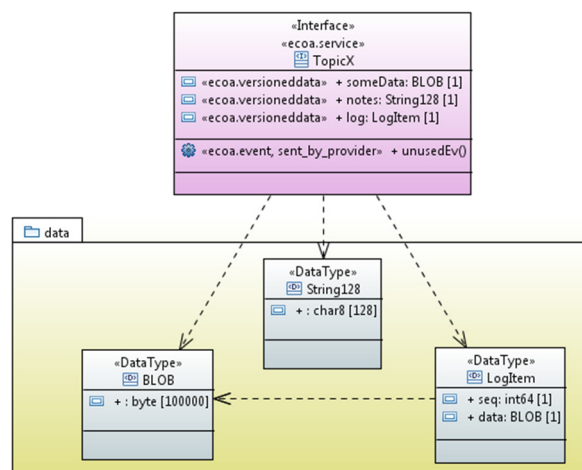 «Interface»
«ecoa.service»
TopicX
«ecoa.versioneddata» + someData: BLOB [1]
«ecoa.versioneddata» + notes: String128 [1]
«ecoa.versioneddata» + log: LogItem [1]
«ecoa.event, sent_by_provider» + unusedEv()
data
«DataType»
String128
+ : char8 [128]
«DataType»
BLOB
+ : byte [100000]
«DataType»
LogItem
+ seq: int64 [1]
+ data: BLOB [1]